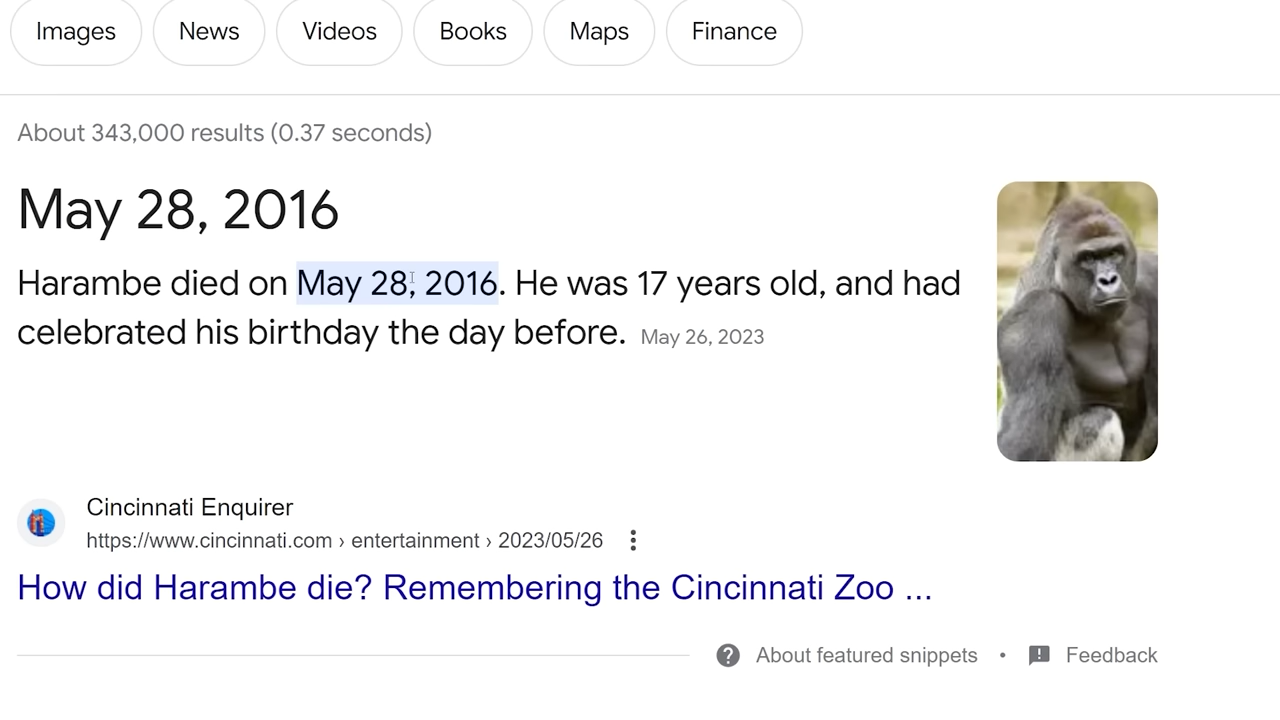 Images News Videos Books Maps Finance
About 343,000 results (0.37 seconds)
May 28, 2016
Harambe died on May 28, 2016. He was 17 years old, and had
celebrated his birthday the day before. May 26, 2023
Cincinnati Enquirer
https://www.cincinnati.com › entertainment › 2023/05/26
How did Harambe die? Remembering the Cincinnati Zoo ...
About featured snippets • Feedback